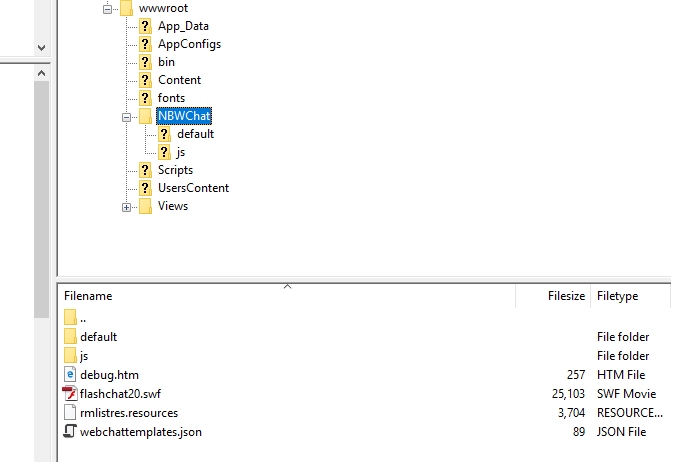 wwwroot
App_Data
AppConfigs
bin
Content
fonts
NBWChat
default
js
Scripts
UsersContent
Views
Filename Filesize Filetype
..
default File folder
js File folder
debug.htm 257 HTM File
flashchat20.swf 25,103 SWF Movie
rmlistres.resources 3,704 RESOURCE...
webchattemplates.json 89 JSON File